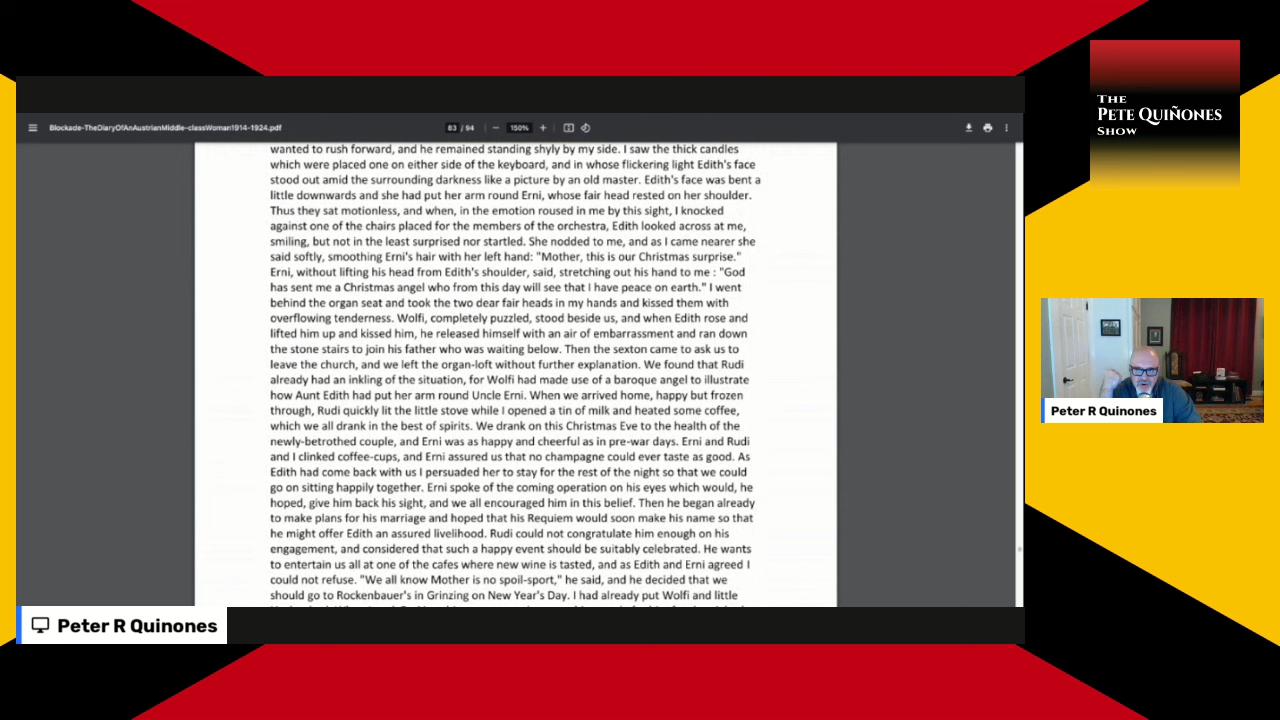 THE
PETE QUIÑONES
SHOW
Blockade-TheDiaryOfAnAustrianMiddle-classWoman1914-1924.pdf
83 / 94
150%
wanted to rush forward, and he remained standing shyly by my side. I saw the thick candles
which were placed one on either side of the keyboard, and in whose flickering light Edith's face
stood out amid the surrounding darkness like a picture by an old master. Edith's face was bent a
little downwards and she had put her arm round Erni, whose fair head rested on her shoulder.
Thus they sat motionless, and when, in the emotion roused in me by this sight, I knocked
against one of the chairs placed for the members of the orchestra, Edith looked across at me,
smiling, but not in the least surprised nor startled. She nodded to me, and as I came nearer she
said softly, smoothing Erni's hair with her left hand: "Mother, this is our Christmas surprise."
Erni, without lifting his head from Edith's shoulder, said, stretching out his hand to me : "God
has sent me a Christmas angel who from this day will see that I have peace on earth." I went
behind the organ seat and took the two dear fair heads in my hands and kissed them with
overflowing tenderness. Wolfi, completely puzzled, stood beside us, and when Edith rose and
lifted him up and kissed him, he released himself with an air of embarrassment and ran down
the stone stairs to join his father who was waiting below. Then the sexton came to ask us to
leave the church, and we left the organ-loft without further explanation. We found that Rudi
already had an inkling of the situation, for Wolfi had made use of a baroque angel to illustrate
how Aunt Edith had put her arm round Uncle Erni. When we arrived home, happy but frozen
through, Rudi quickly lit the little stove while I opened a tin of milk and heated some coffee,
which we all drank in the best of spirits. We drank on this Christmas Eve to the health of the
newly-betrothed couple, and Erni was as happy and cheerful as in pre-war days. Erni and Rudi
and I clinked coffee-cups, and Erni assured us that no champagne could ever taste as good. As
Edith had come back with us I persuaded her to stay for the rest of the night so that we could
go on sitting happily together. Erni spoke of the coming operation on his eyes which would, he
hoped, give him back his sight, and we all encouraged him in this belief. Then he began already
to make plans for his marriage and hoped that his Requiem would soon make his name so that
he might offer Edith an assured livelihood. Rudi could not congratulate him enough on his
engagement, and considered that such a happy event should be suitably celebrated. He wants
to entertain us all at one of the cafes where new wine is tasted, and as Edith and Erni agreed I
could not refuse. "We all know Mother is no spoil-sport," he said, and he decided that we
should go to Rockenbauer's in Grinzing on New Year's Day. I had already put Wolfi and little
Peter R Quinones
Peter R Quinones